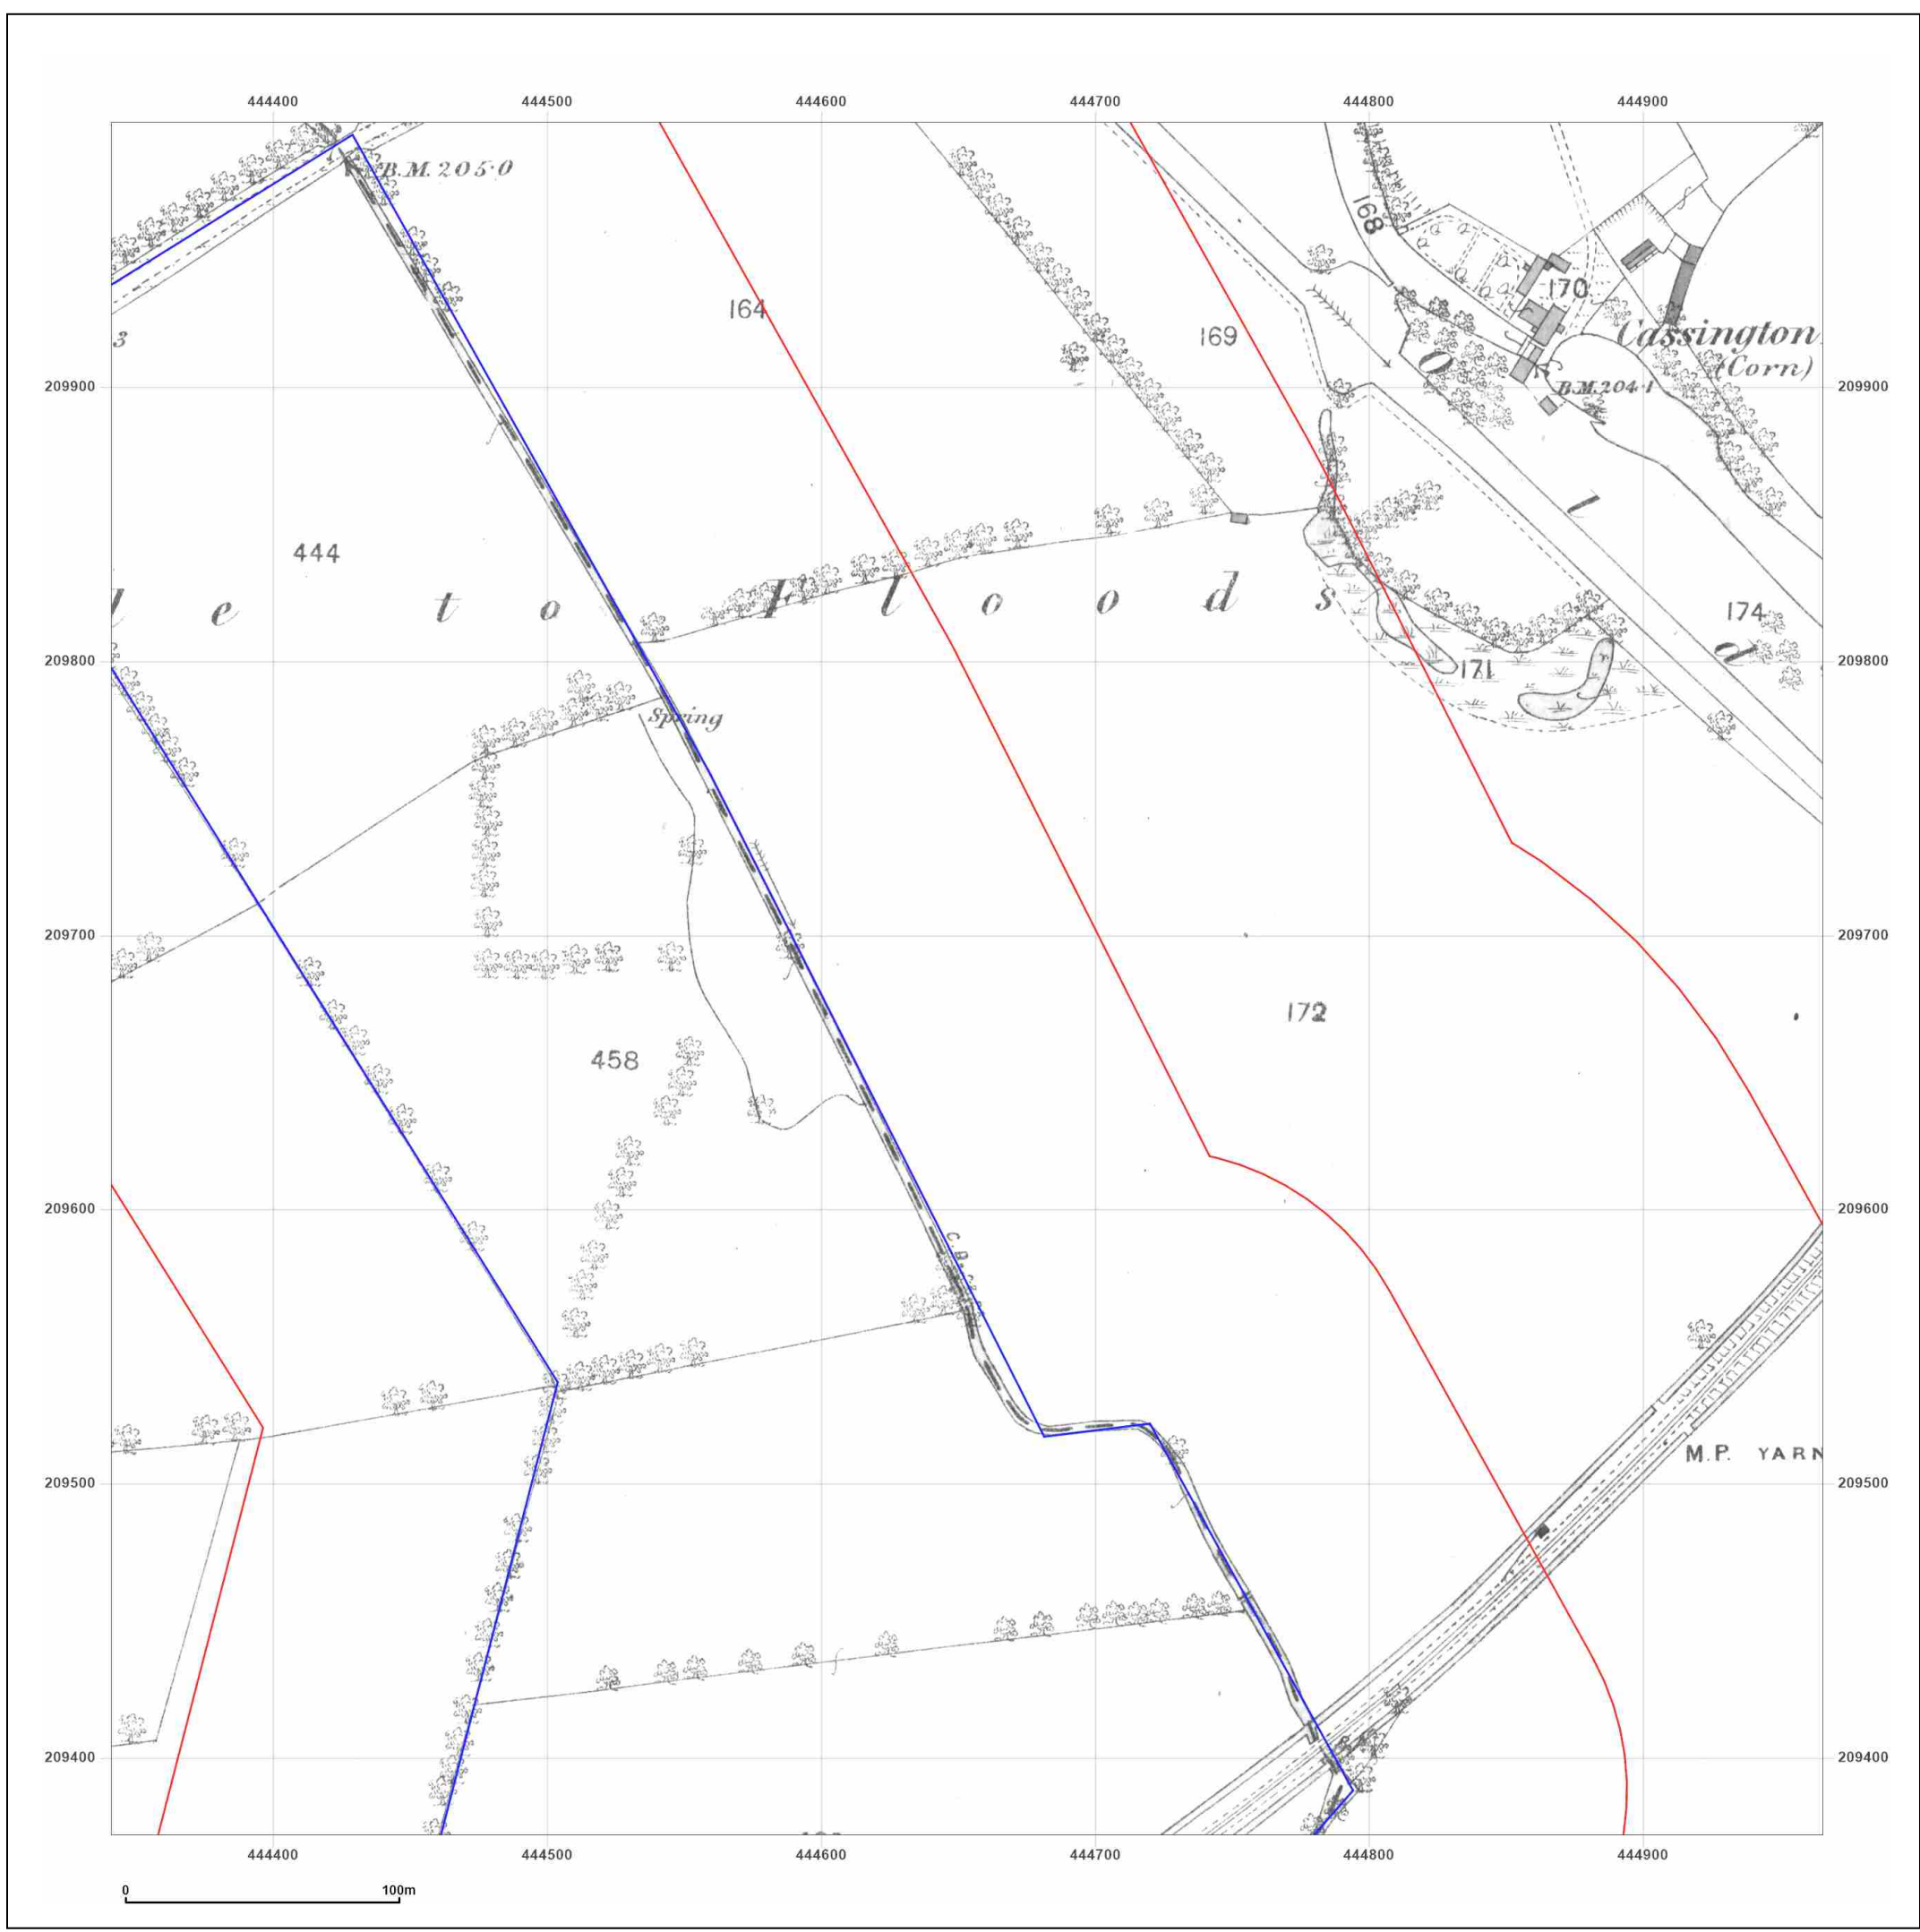 444400 444500 444600 444700 444800 444900
B.M. 205·0
168
164
169
170
3
Cassington
(Corn)
209900 209900
B.M. 204·1
444
l e t o F l o o d s
174
d
209800 209800
171
Spring
209700 209700
172
458
209600 209600
C.R.
M.P. YARN
209500 209500
209400 209400
444400 444500 444600 444700 444800 444900
0 100m